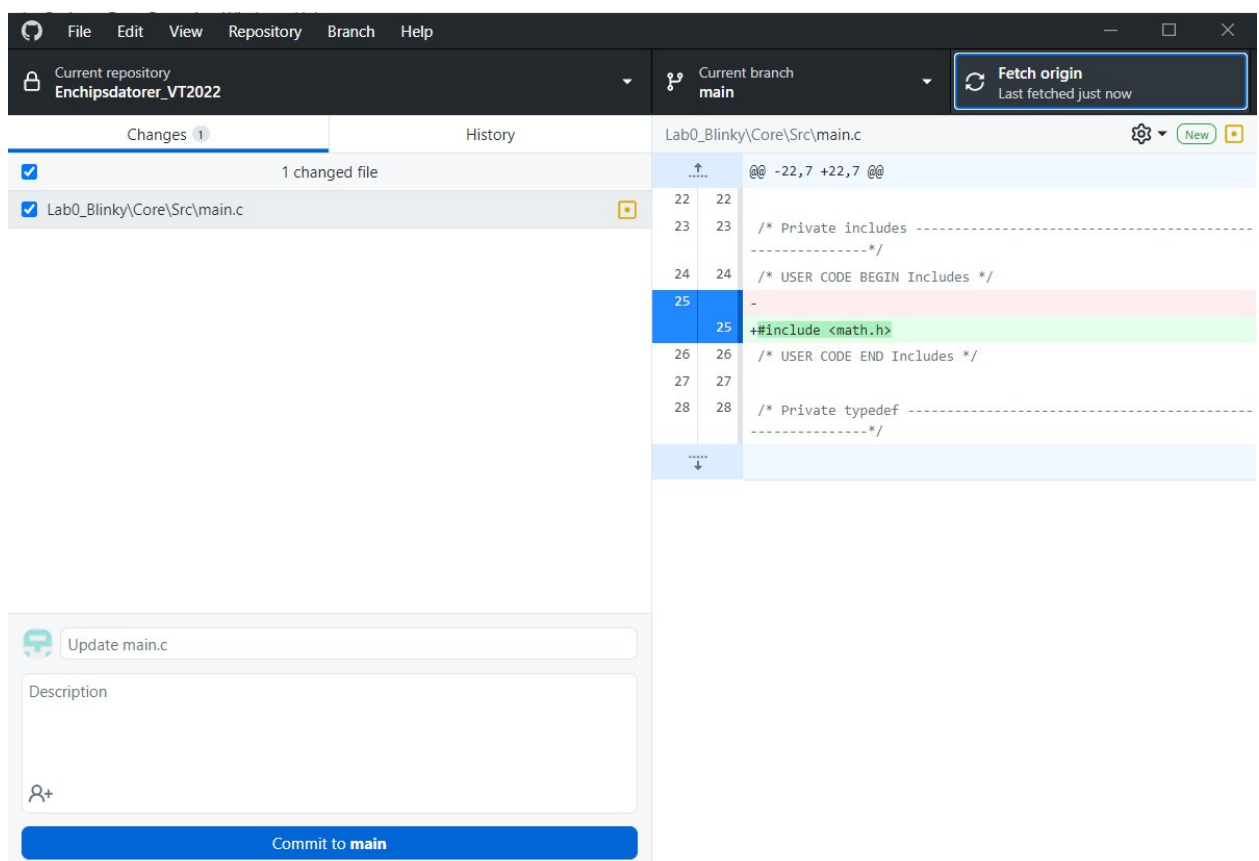 File Edit View Repository Branch Help
Current repository
Enchipsdatorer_VT2022
Current branch
main
Fetch origin
Last fetched just now
Changes 1
History
1 changed file
Lab0_Blinky\Core\Src\main.c
Update main.c
Description
Commit to main
Lab0_Blinky\Core\Src\main.c
New
@@ -22,7 +22,7 @@
22 22
23 23 /* Private includes -------------------------------------------
---------------*/
24 24 /* USER CODE BEGIN Includes */
25 -
25 +#include <math.h>
26 26 /* USER CODE END Includes */
27 27
28 28 /* Private typedef --------------------------------------------
---------------*/